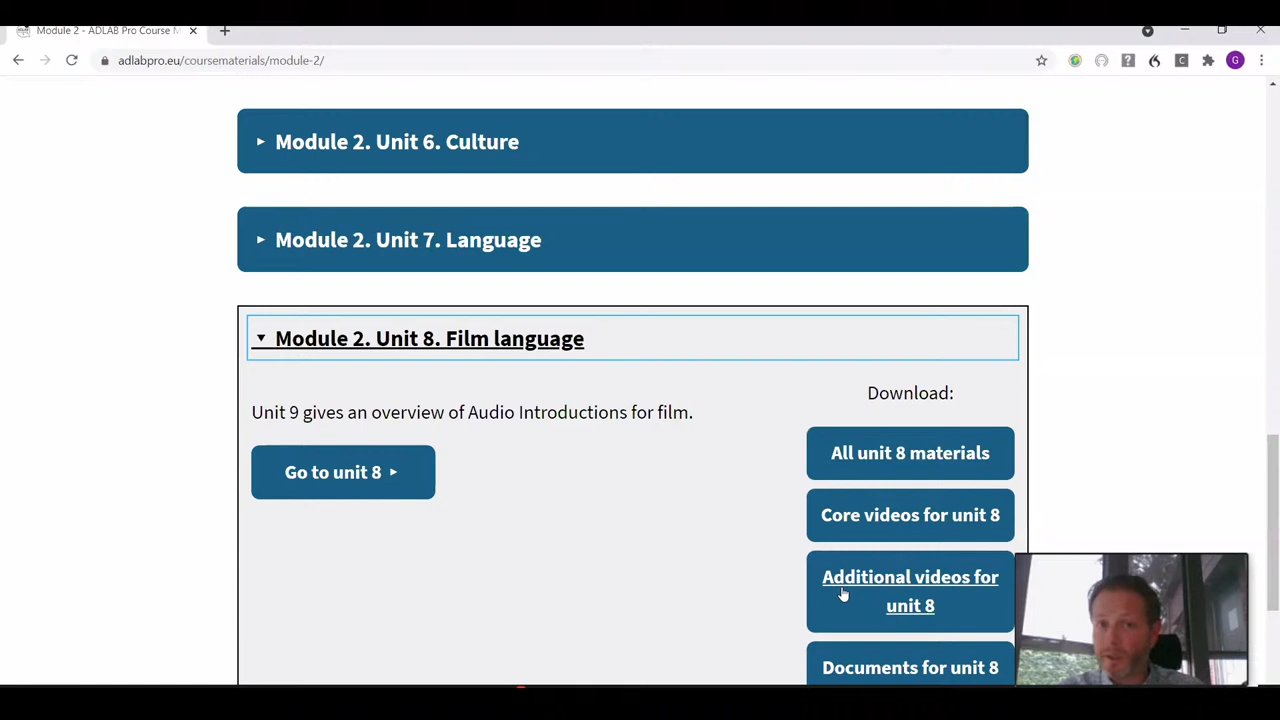 Module 2 - ADLAB Pro Course M
adlabpro.eu/coursematerials/module-2/
G
Module 2. Unit 6. Culture
Module 2. Unit 7. Language
Module 2. Unit 8. Film language
Download:
Unit 9 gives an overview of Audio Introductions for film.
All unit 8 materials
Go to unit 8
Core videos for unit 8
Additional videos for
unit 8
Documents for unit 8